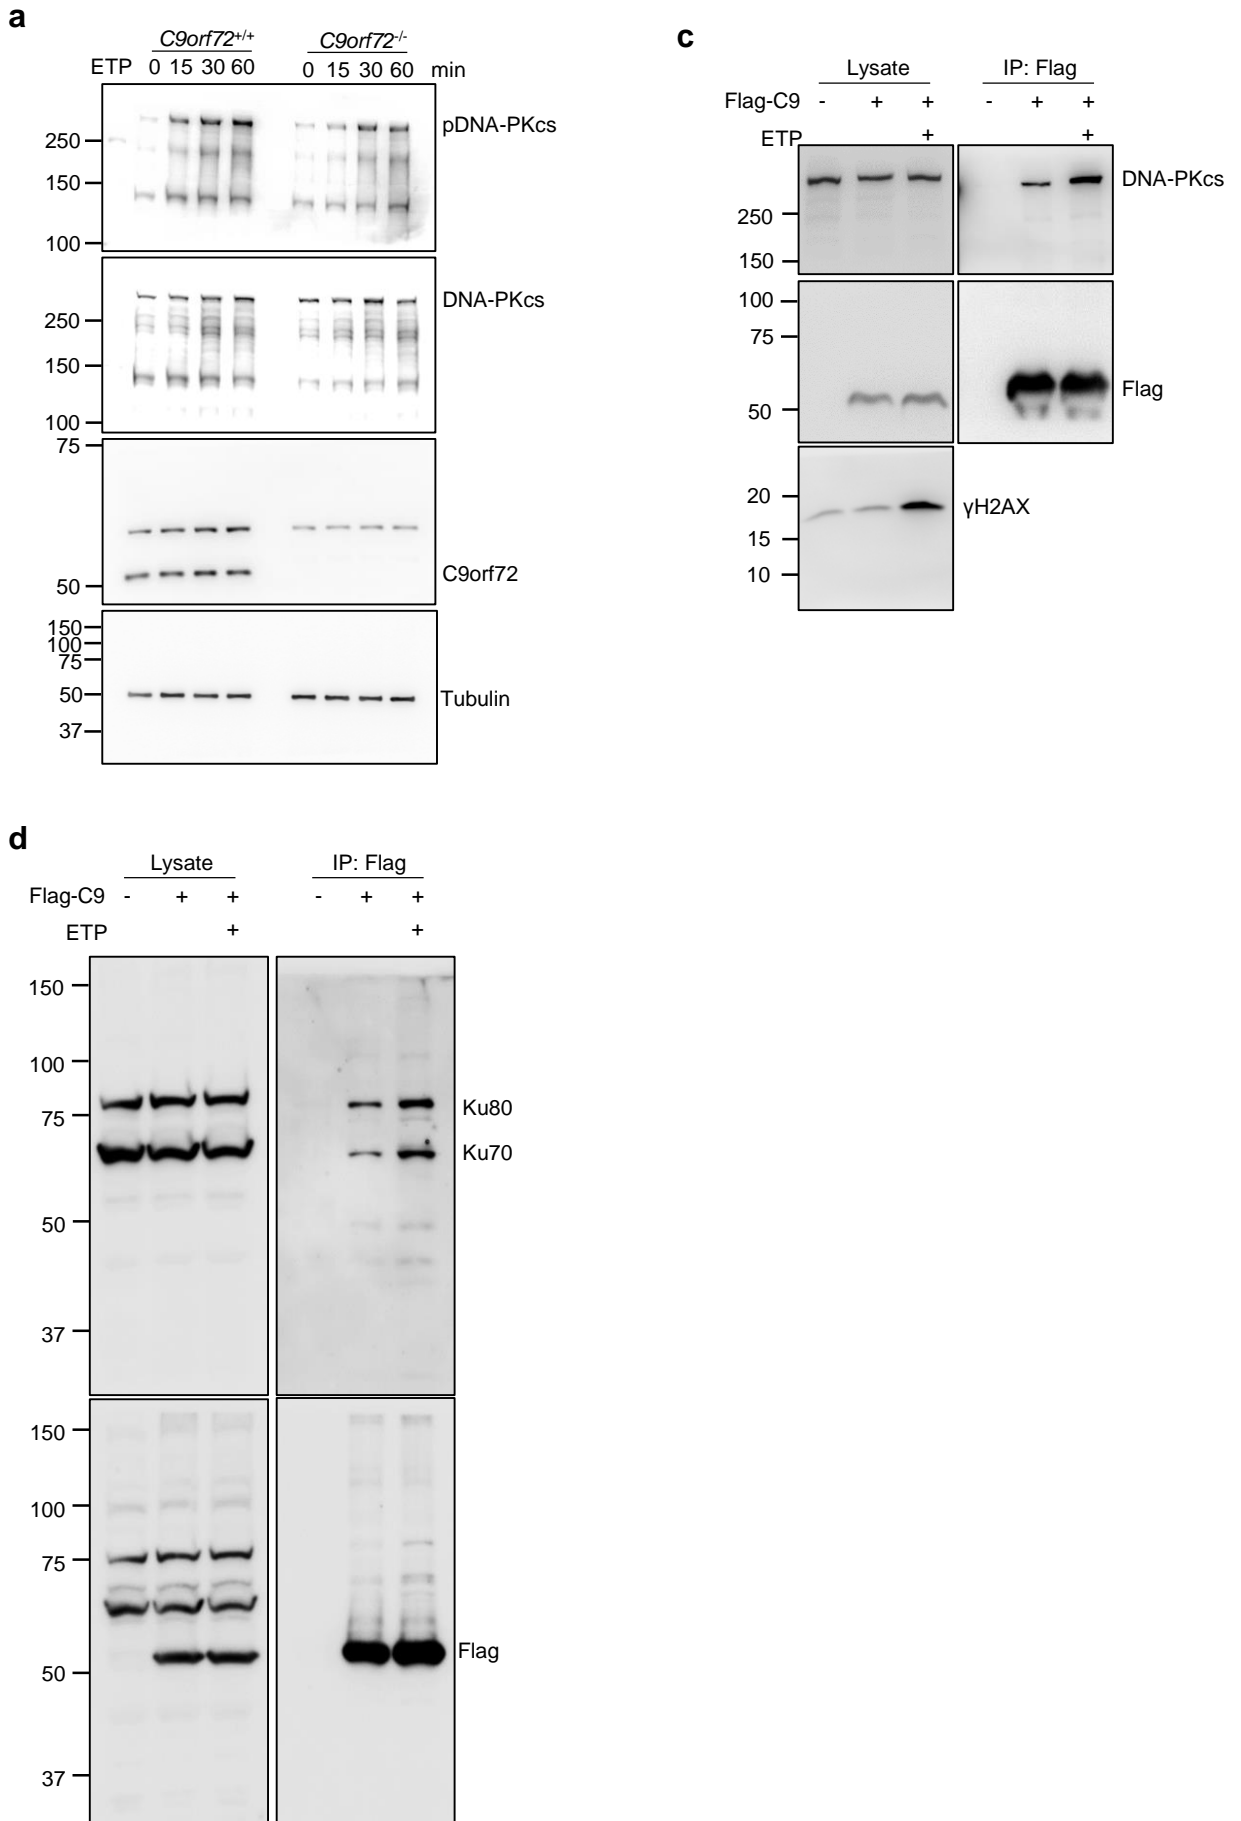 a
C9orf72+/+ C9orf72-/-
ETP 0 15 30 60 0 15 30 60 min
pDNA-PKcs
250
150
100
DNA-PKcs
250
150
100
75
C9orf72
50
150
100
75
50
37
Tubulin
c
Lysate IP: Flag
Flag-C9 - + + - + +
ETP + +
DNA-PKcs
250
150
100
75
50
Flag
20
15
10
γH2AX
d
Lysate IP: Flag
Flag-C9 - + + - + +
ETP + +
150
100
75
50
37
Ku80
Ku70
150
100
75
50
37
Flag